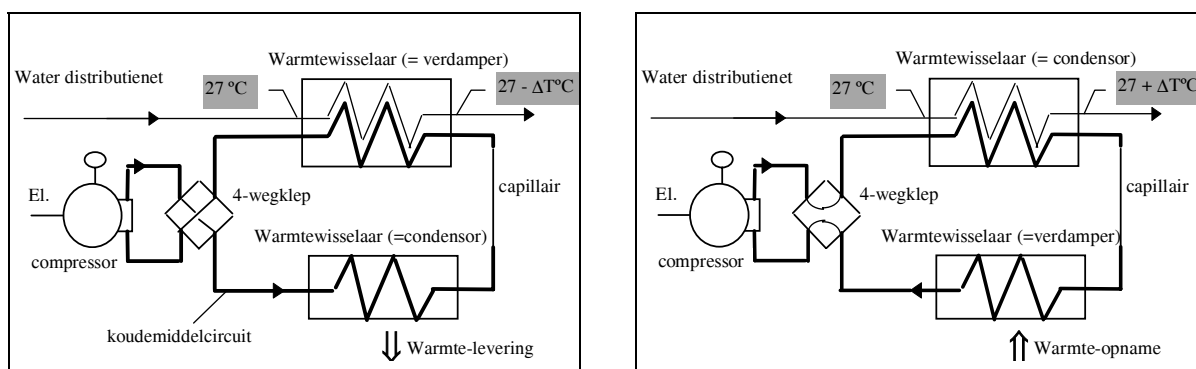 Warmtewisselaar (= verdamper)
Water distributienet
27 ºC
27 - ΔTºC
El.
4-wegklep
capillair
compressor
Warmtewisselaar (=condensor)
koudemiddelcircuit
Warmte-levering
Warmtewisselaar (= condensor)
Water distributienet
27 ºC
27 + ΔTºC
El.
4-wegklep
capillair
compressor
Warmtewisselaar (=verdamper)
Warmte-opname